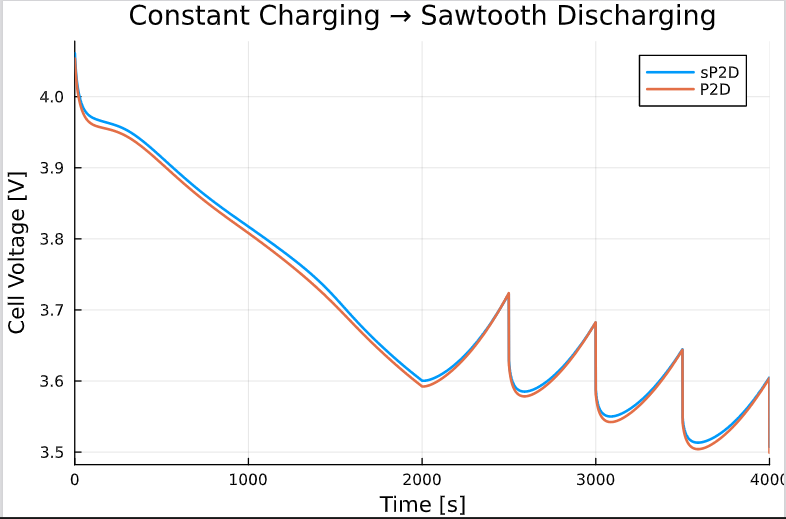 Constant Charging → Sawtooth Discharging
sP2D
P2D
4.0
3.9
3.8
3.7
3.6
3.5
Cell Voltage [V]
0 1000 2000 3000 4000
Time [s]